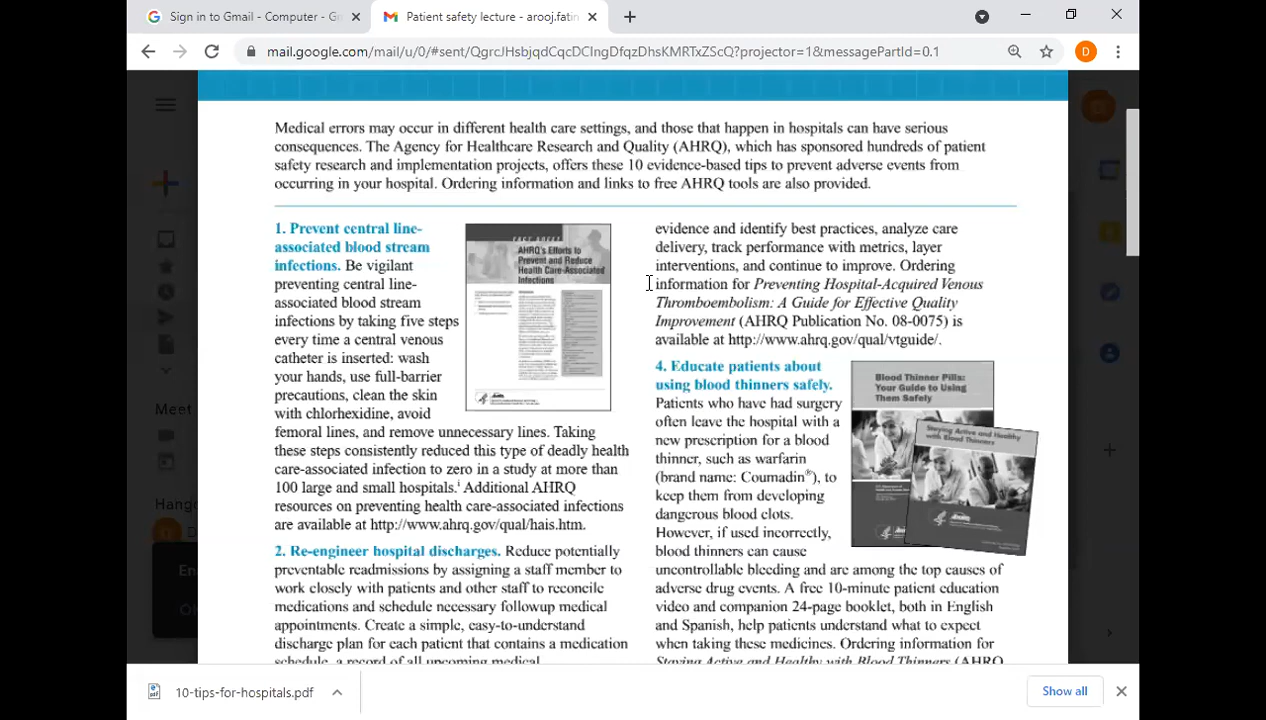 Sign in to Gmail - Computer - G
Patient safety lecture - arooj.fatin
mail.google.com/mail/u/0/#sent/QgrcJHsbjqdCqcDCIngDfqzDhsKMRTxZScQ?projector=1&messagePartId=0.1
D
Medical errors may occur in different health care settings, and those that happen in hospitals can have serious
consequences. The Agency for Healthcare Research and Quality (AHRQ), which has sponsored hundreds of patient
safety research and implementation projects, offers these 10 evidence-based tips to prevent adverse events from
occurring in your hospital. Ordering information and links to free AHRQ tools are also provided.
1. Prevent central line-
associated blood stream
infections. Be vigilant
preventing central line-
associated blood stream
infections by taking five steps
every time a central venous
catheter is inserted: wash
your hands, use full-barrier
precautions, clean the skin
with chlorhexidine, avoid
femoral lines, and remove unnecessary lines. Taking
these steps consistently reduced this type of deadly health
care-associated infection to zero in a study at more than
100 large and small hospitals.i Additional AHRQ
resources on preventing health care-associated infections
are available at http://www.ahrq.gov/qual/hais.htm.
AHRQ's Efforts to
Prevent and Reduce
Health Care-Associated
Infections
2. Re-engineer hospital discharges. Reduce potentially
preventable readmissions by assigning a staff member to
work closely with patients and other staff to reconcile
medications and schedule necessary followup medical
appointments. Create a simple, easy-to-understand
discharge plan for each patient that contains a medication
schedule, a record of all upcoming medical
evidence and identify best practices, analyze care
delivery, track performance with metrics, layer
interventions, and continue to improve. Ordering
information for Preventing Hospital-Acquired Venous
Thromboembolism: A Guide for Effective Quality
Improvement (AHRQ Publication No. 08-0075) is
available at http://www.ahrq.gov/qual/vtguide/.
4. Educate patients about
using blood thinners safely.
Patients who have had surgery
often leave the hospital with a
new prescription for a blood
thinner, such as warfarin
(brand name: Coumadin®), to
keep them from developing
dangerous blood clots.
However, if used incorrectly,
blood thinners can cause
uncontrollable bleeding and are among the top causes of
adverse drug events. A free 10-minute patient education
video and companion 24-page booklet, both in English
and Spanish, help patients understand what to expect
when taking these medicines. Ordering information for
Staying Active and Healthy with Blood Thinners (AHRQ
Blood Thinner Pills:
Your Guide to Using
Them Safely
Staying Active and Healthy
with Blood Thinners
Meet
Hang
10-tips-for-hospitals.pdf
Show all